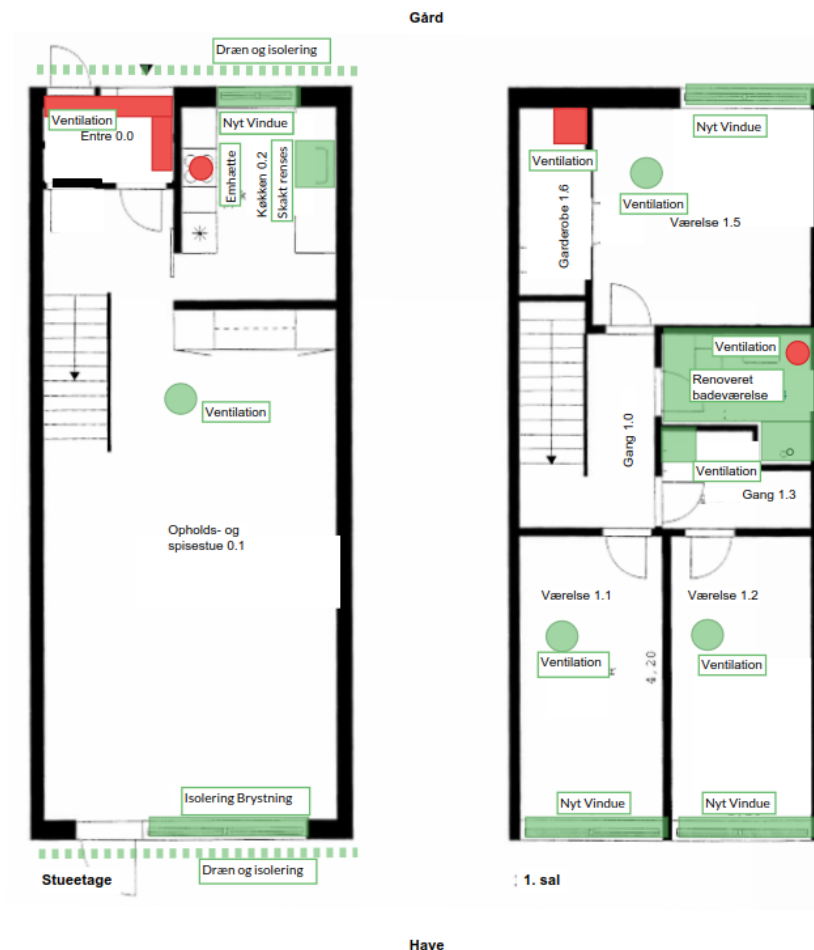 Gård
Dræn og isolering
Ventilation
Entre 0.0
Nyt Vindue
Emhætte
Køkken 0.2
Skakt renses
Ventilation
Opholds- og
spisestue 0.1
Isolering Brystning
Dræn og isolering
Stueetage
Nyt Vindue
Ventilation
Garderobe 1.6
Ventilation
Værelse 1.5
Ventilation
Renoveret
badeværelse
Gang 1.0
Ventilation
Gang 1.3
Værelse 1.1
Værelse 1.2
Ventilation
4,20
Ventilation
Nyt Vindue
Nyt Vindue
1. sal
Have